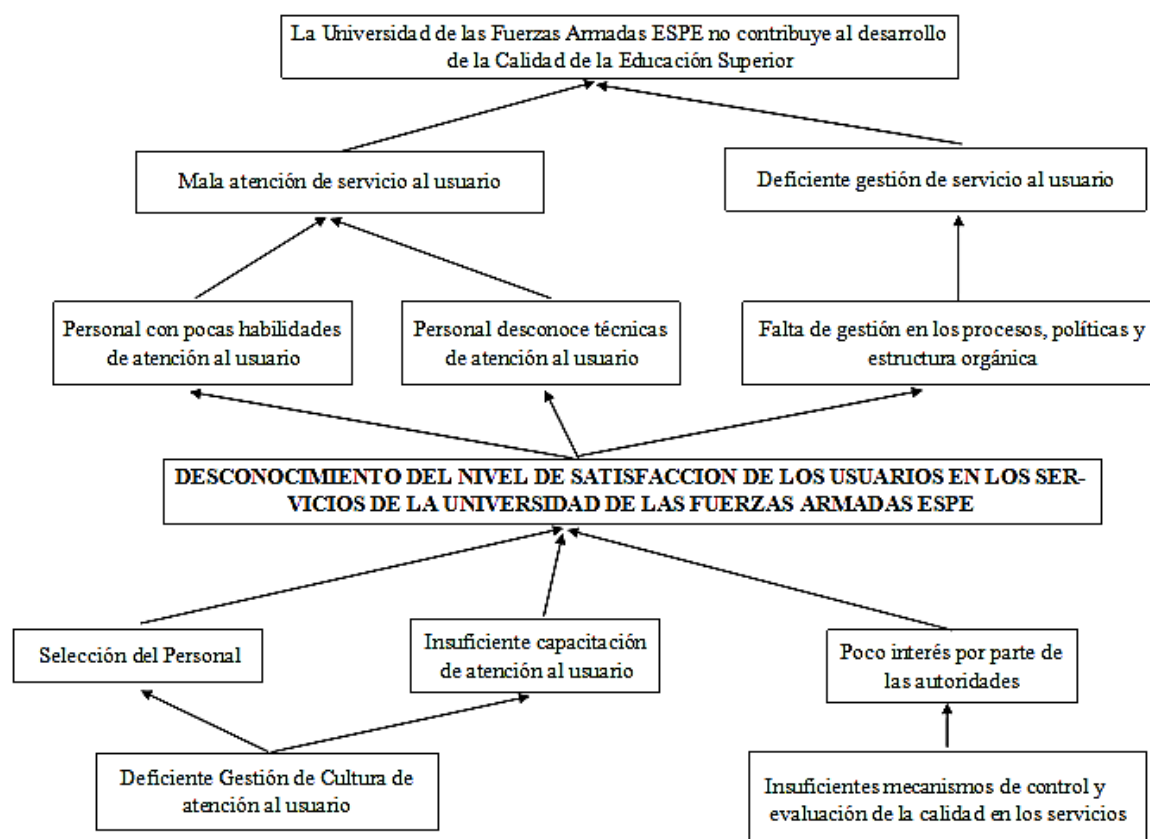 La Universidad de las Fuerzas Armadas ESPE no contribuye al desarrollo
de la Calidad de la Educación Superior
Mala atención de servicio al usuario
Deficiente gestión de servicio al usuario
Personal con pocas habilidades
de atención al usuario
Personal desconoce técnicas
de atención al usuario
Falta de gestión en los procesos, políticas y
estructura orgánica
DESCONOCIMIENTO DEL NIVEL DE SATISFACCION DE LOS USUARIOS EN LOS SER-
VICIOS DE LA UNIVERSIDAD DE LAS FUERZAS ARMADAS ESPE
Selección del Personal
Insuficiente capacitación
de atención al usuario
Poco interés por parte de
las autoridades
Deficiente Gestión de Cultura de
atención al usuario
Insuficientes mecanismos de control y
evaluación de la calidad en los servicios